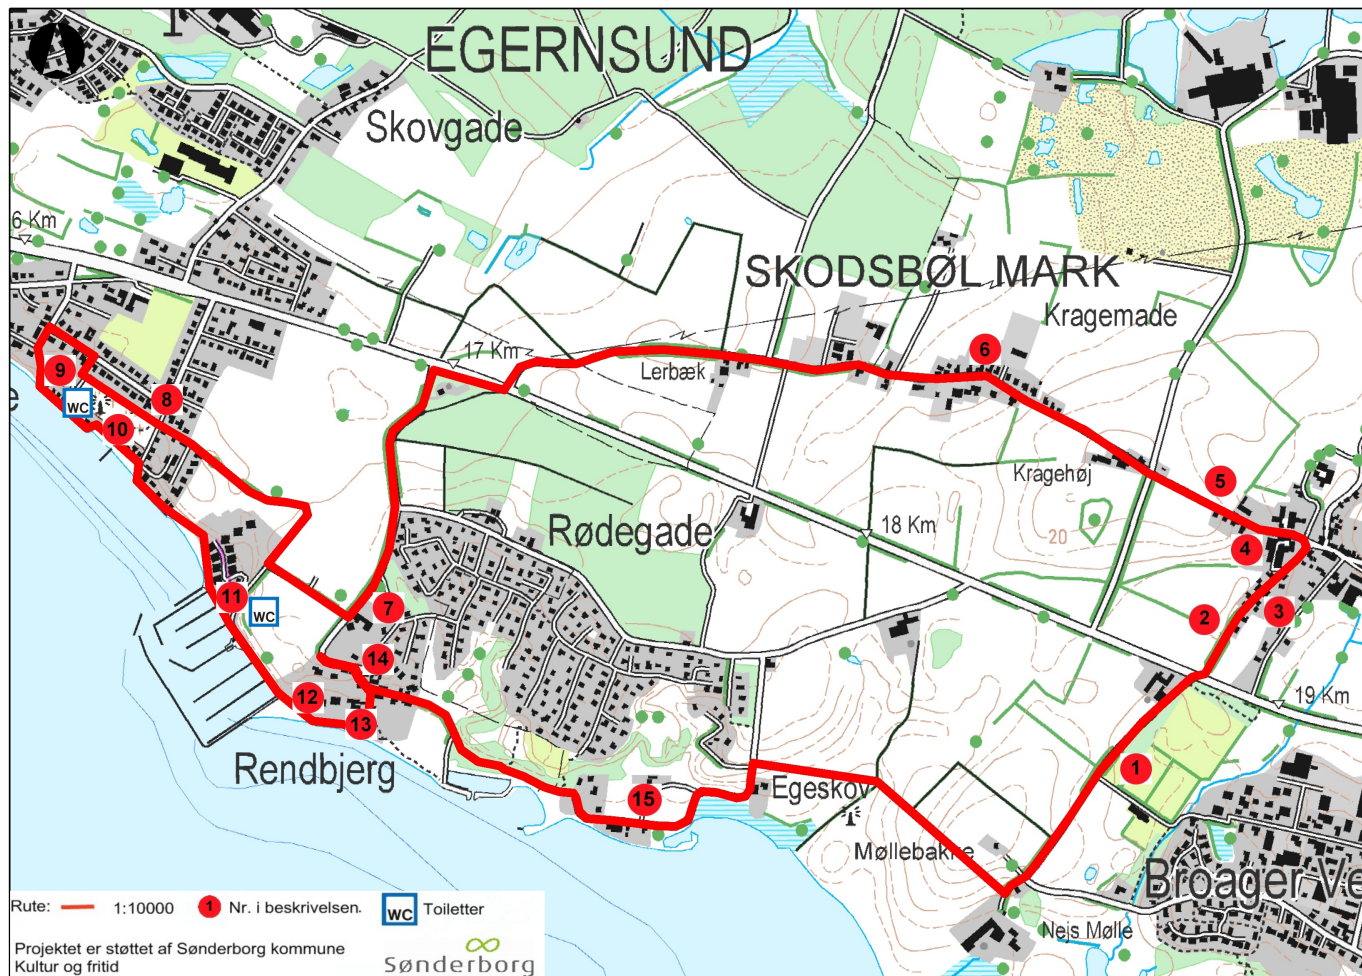 EGERNSUND
Skovgade
6 Km
SKODSBØL MARK
Kragemade
17 Km
6
Lerbæk
9
WC
8
10
Kragehøj
5
Rødegade
18 Km
20
4
11
WC
7
2
3
14
12
13
19 Km
Rendbjerg
1
Egeskov
15
Møllebakke
Broager Ve
Nejs Mølle
Rute:
1:10000
1
Nr. i beskrivelsen.
WC
Toiletter
Projektet er støttet af Sønderborg kommune
Kultur og fritid
Sønderborg